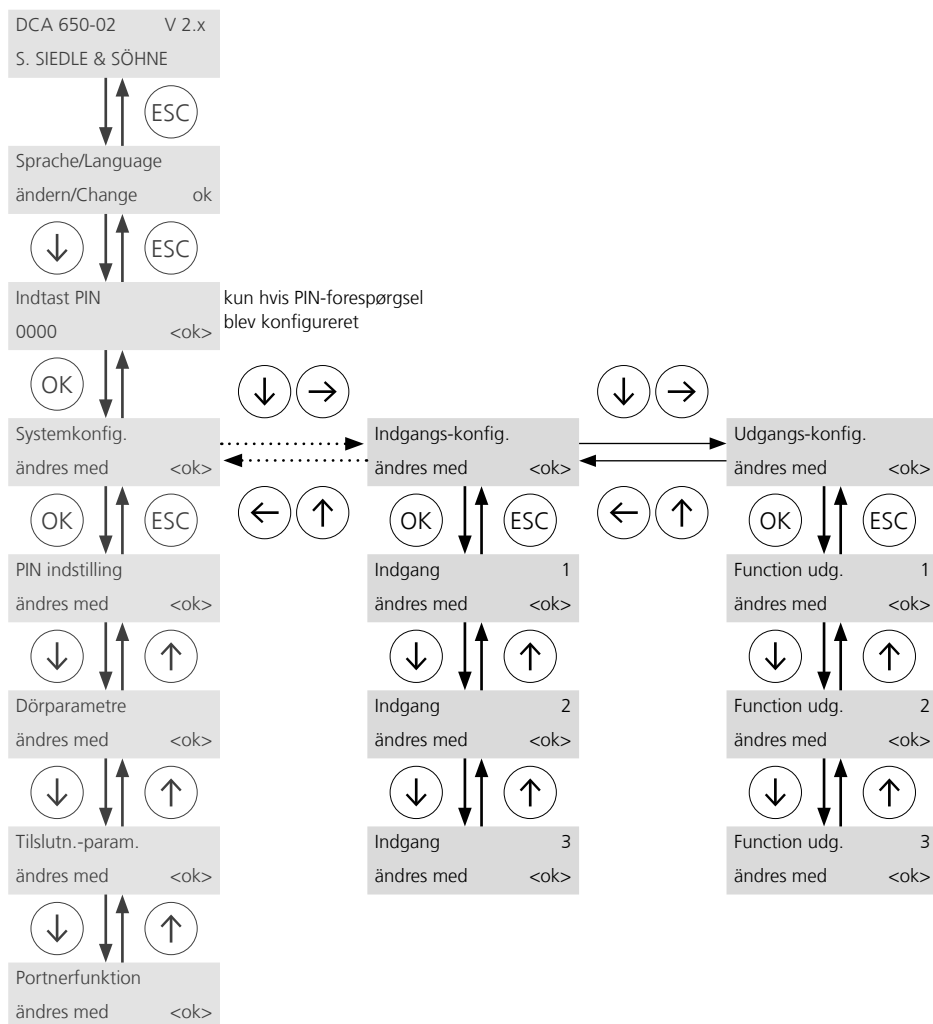 DCA 650-02 V 2.x
S. SIEDLE & SÖHNE
ESC
Sprache/Language
ändern/Change ok
↓ ESC
Indtast PIN
0000 <ok>
kun hvis PIN-forespørgsel
blev konfigureret
OK
↓ →
↓ →
Systemkonfig.
ändres med <ok>
Indgangs-konfig.
ändres med <ok>
Udgangs-konfig.
ändres med <ok>
OK ESC
← ↑
OK ESC
← ↑
OK ESC
PIN indstilling
ändres med <ok>
Indgang 1
ändres med <ok>
Function udg. 1
ändres med <ok>
↓ ↑
↓ ↑
↓ ↑
Dörparametre
ändres med <ok>
Indgang 2
ändres med <ok>
Function udg. 2
ändres med <ok>
↓ ↑
↓ ↑
↓ ↑
Tilslutn.-param.
ändres med <ok>
Indgang 3
ändres med <ok>
Function udg. 3
ändres med <ok>
↓ ↑
Portnerfunktion
ändres med <ok>